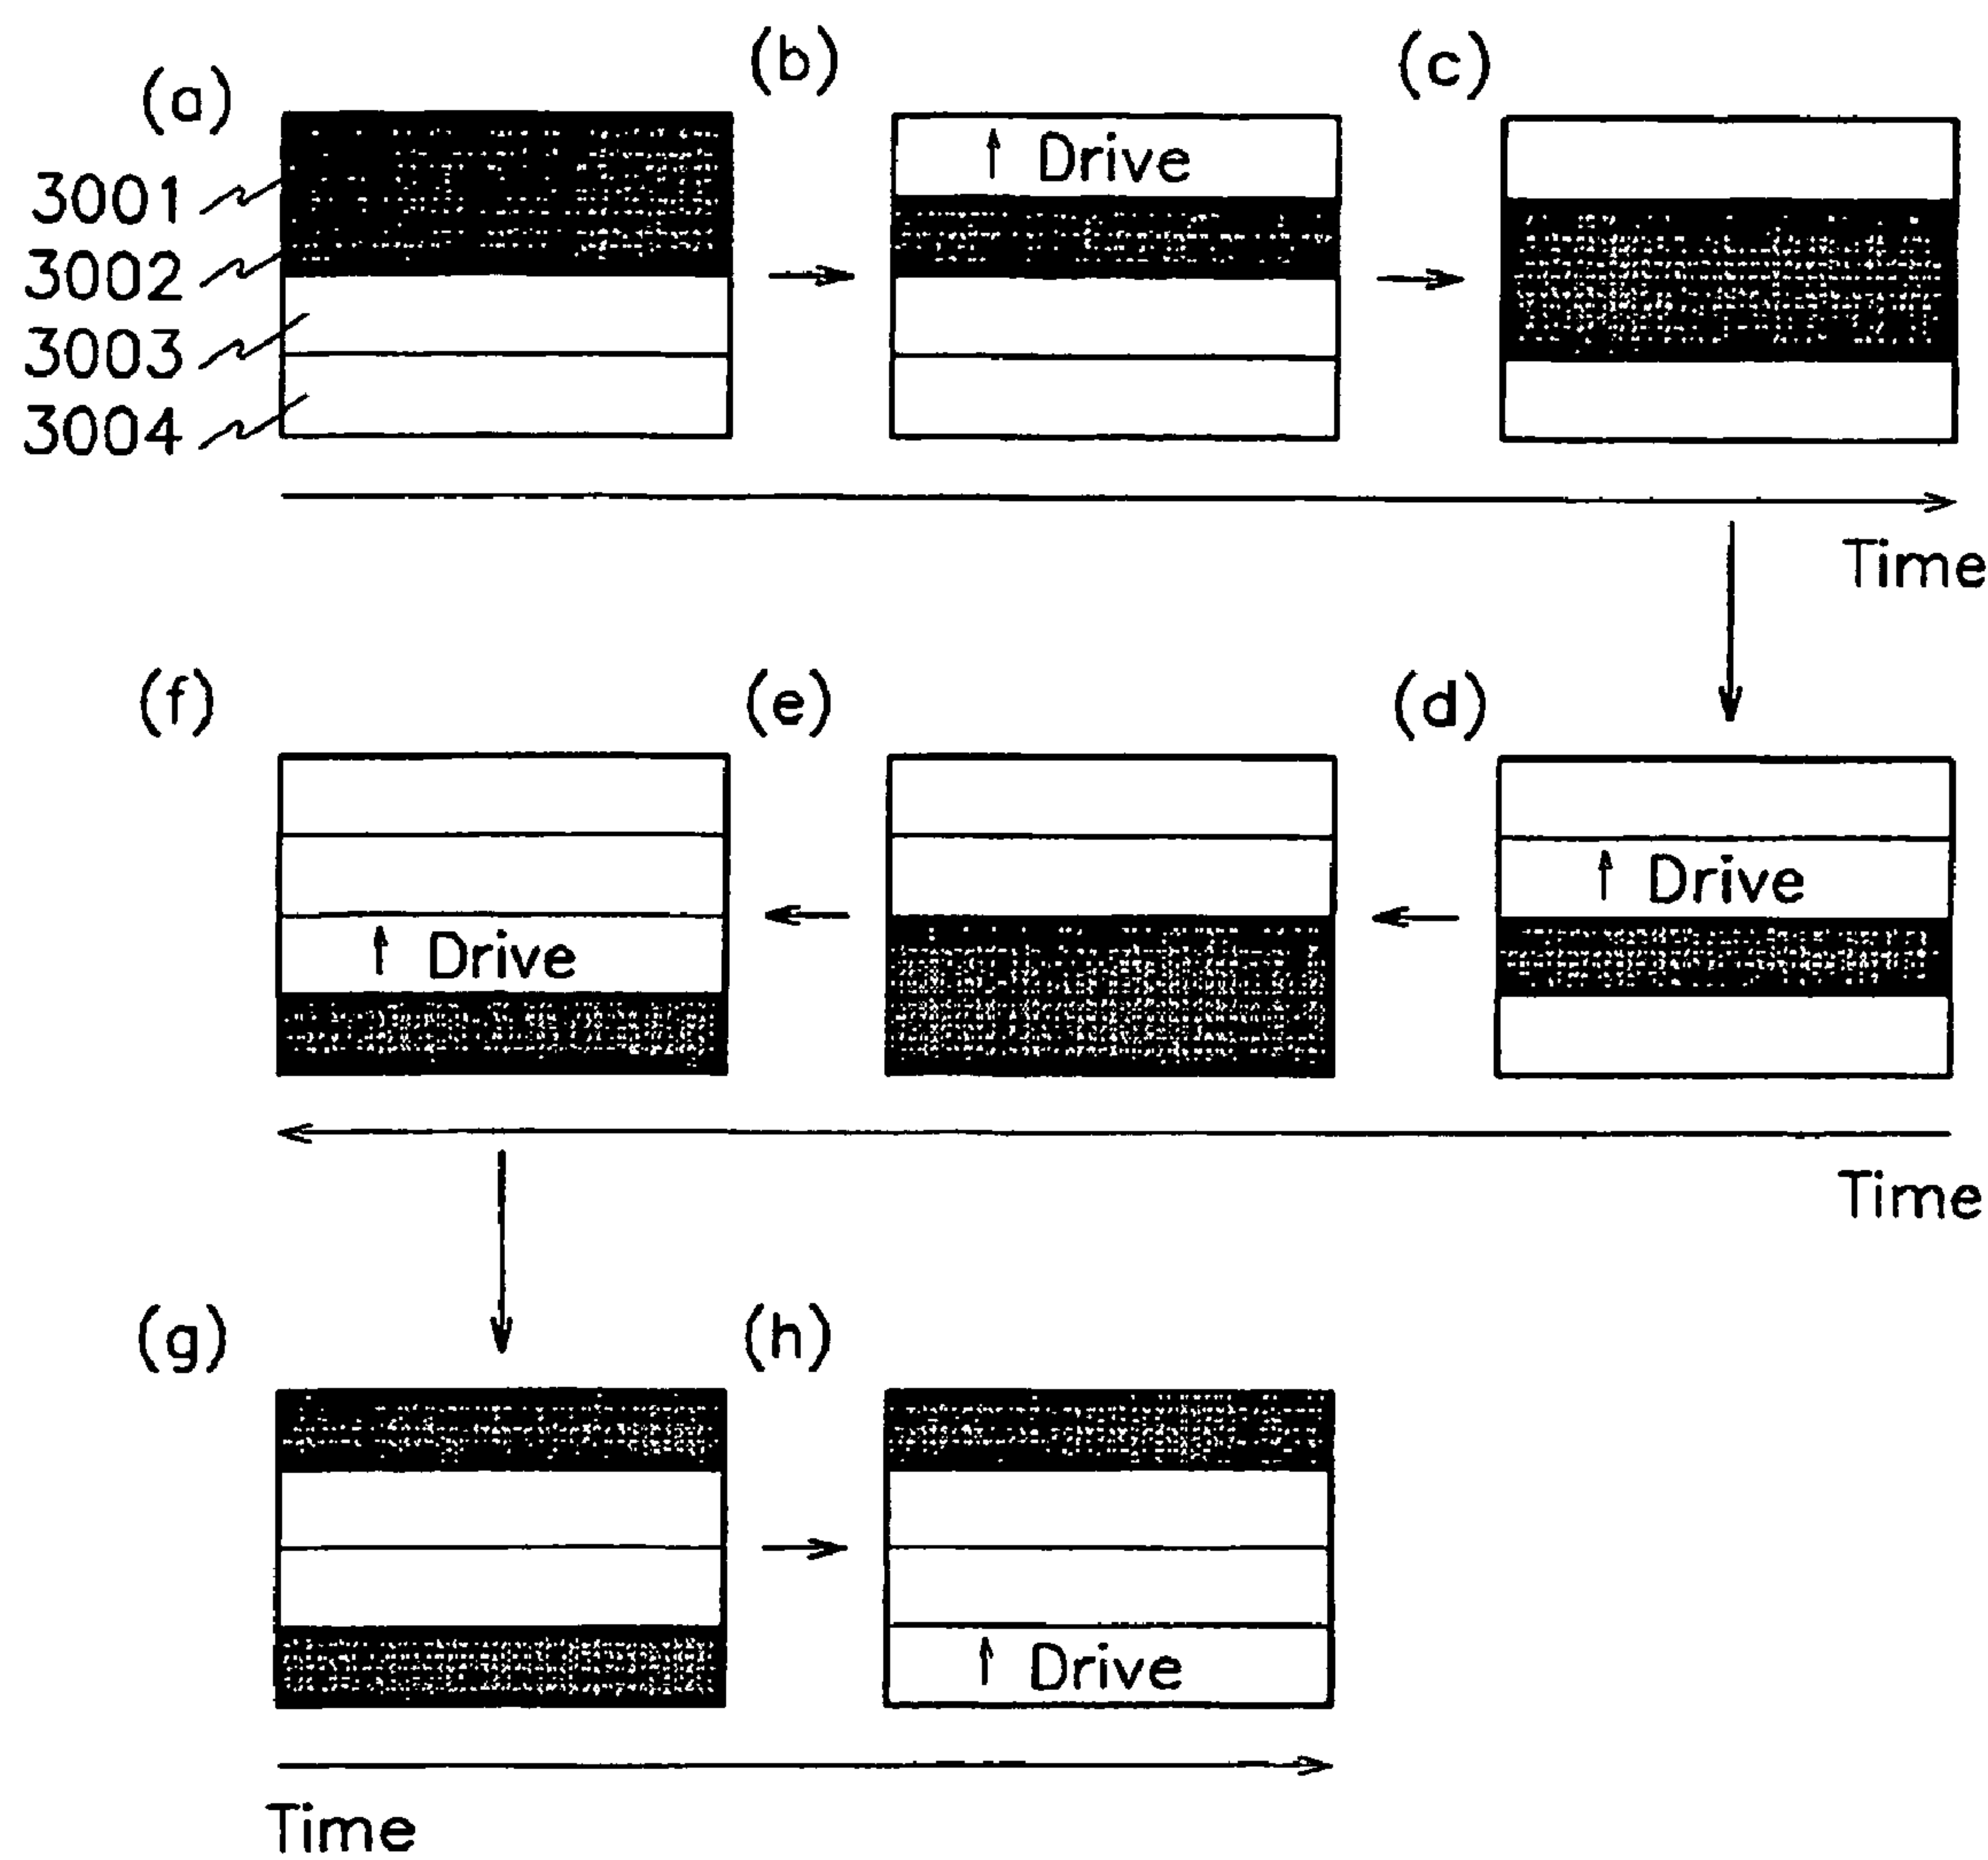 (a)
(b)
(c)
3001
3002
3003
3004
↑ Drive
Time
(f)
(e)
(d)
↑ Drive
↑ Drive
Time
(g)
(h)
↑ Drive
Time